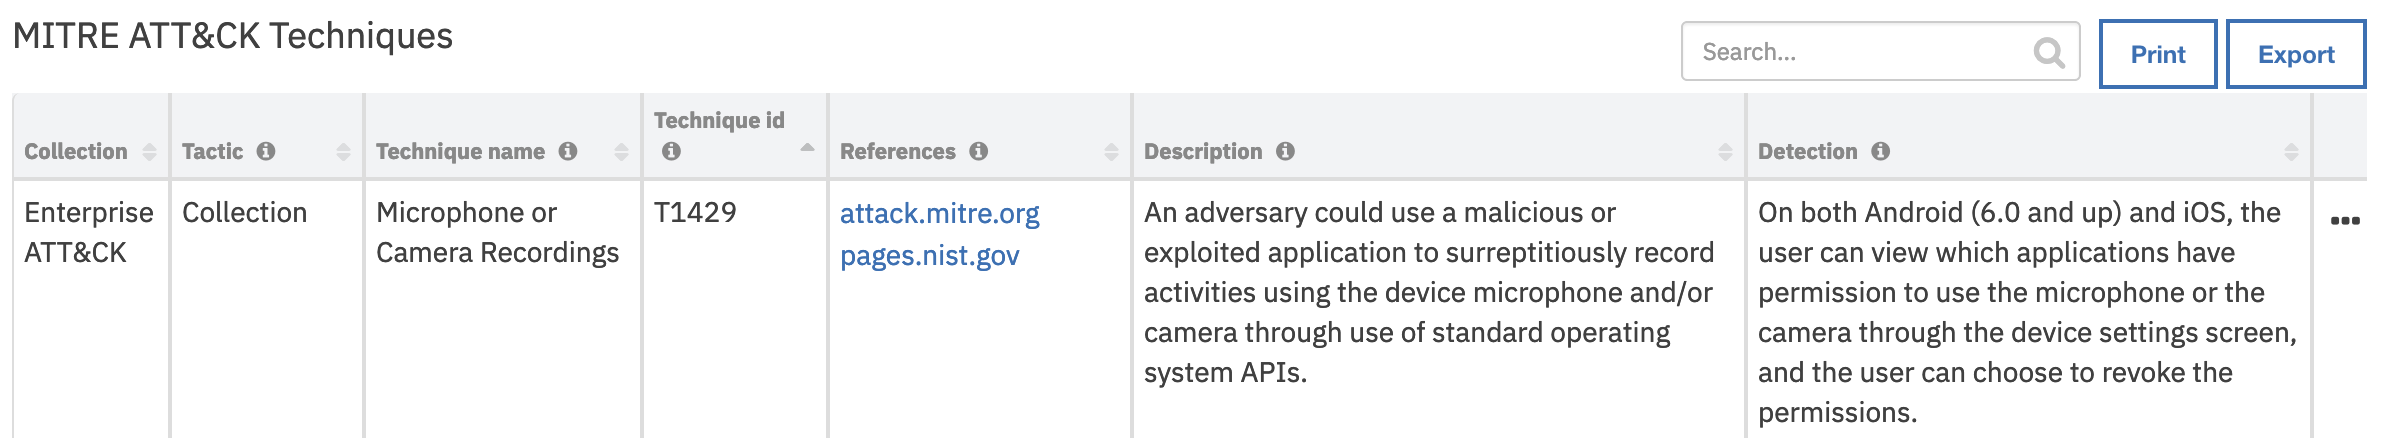 MITRE ATT&CK Techniques
Search...
Print
Export
Collection
Tactic
Technique name
Technique id
References
Description
Detection
Enterprise
ATT&CK
Collection
Microphone or
Camera Recordings
T1429
attack.mitre.org
pages.nist.gov
An adversary could use a malicious or
exploited application to surreptitiously record
activities using the device microphone and/or
camera through use of standard operating
system APIs.
On both Android (6.0 and up) and iOS, the
user can view which applications have
permission to use the microphone or the
camera through the device settings screen,
and the user can choose to revoke the
permissions.